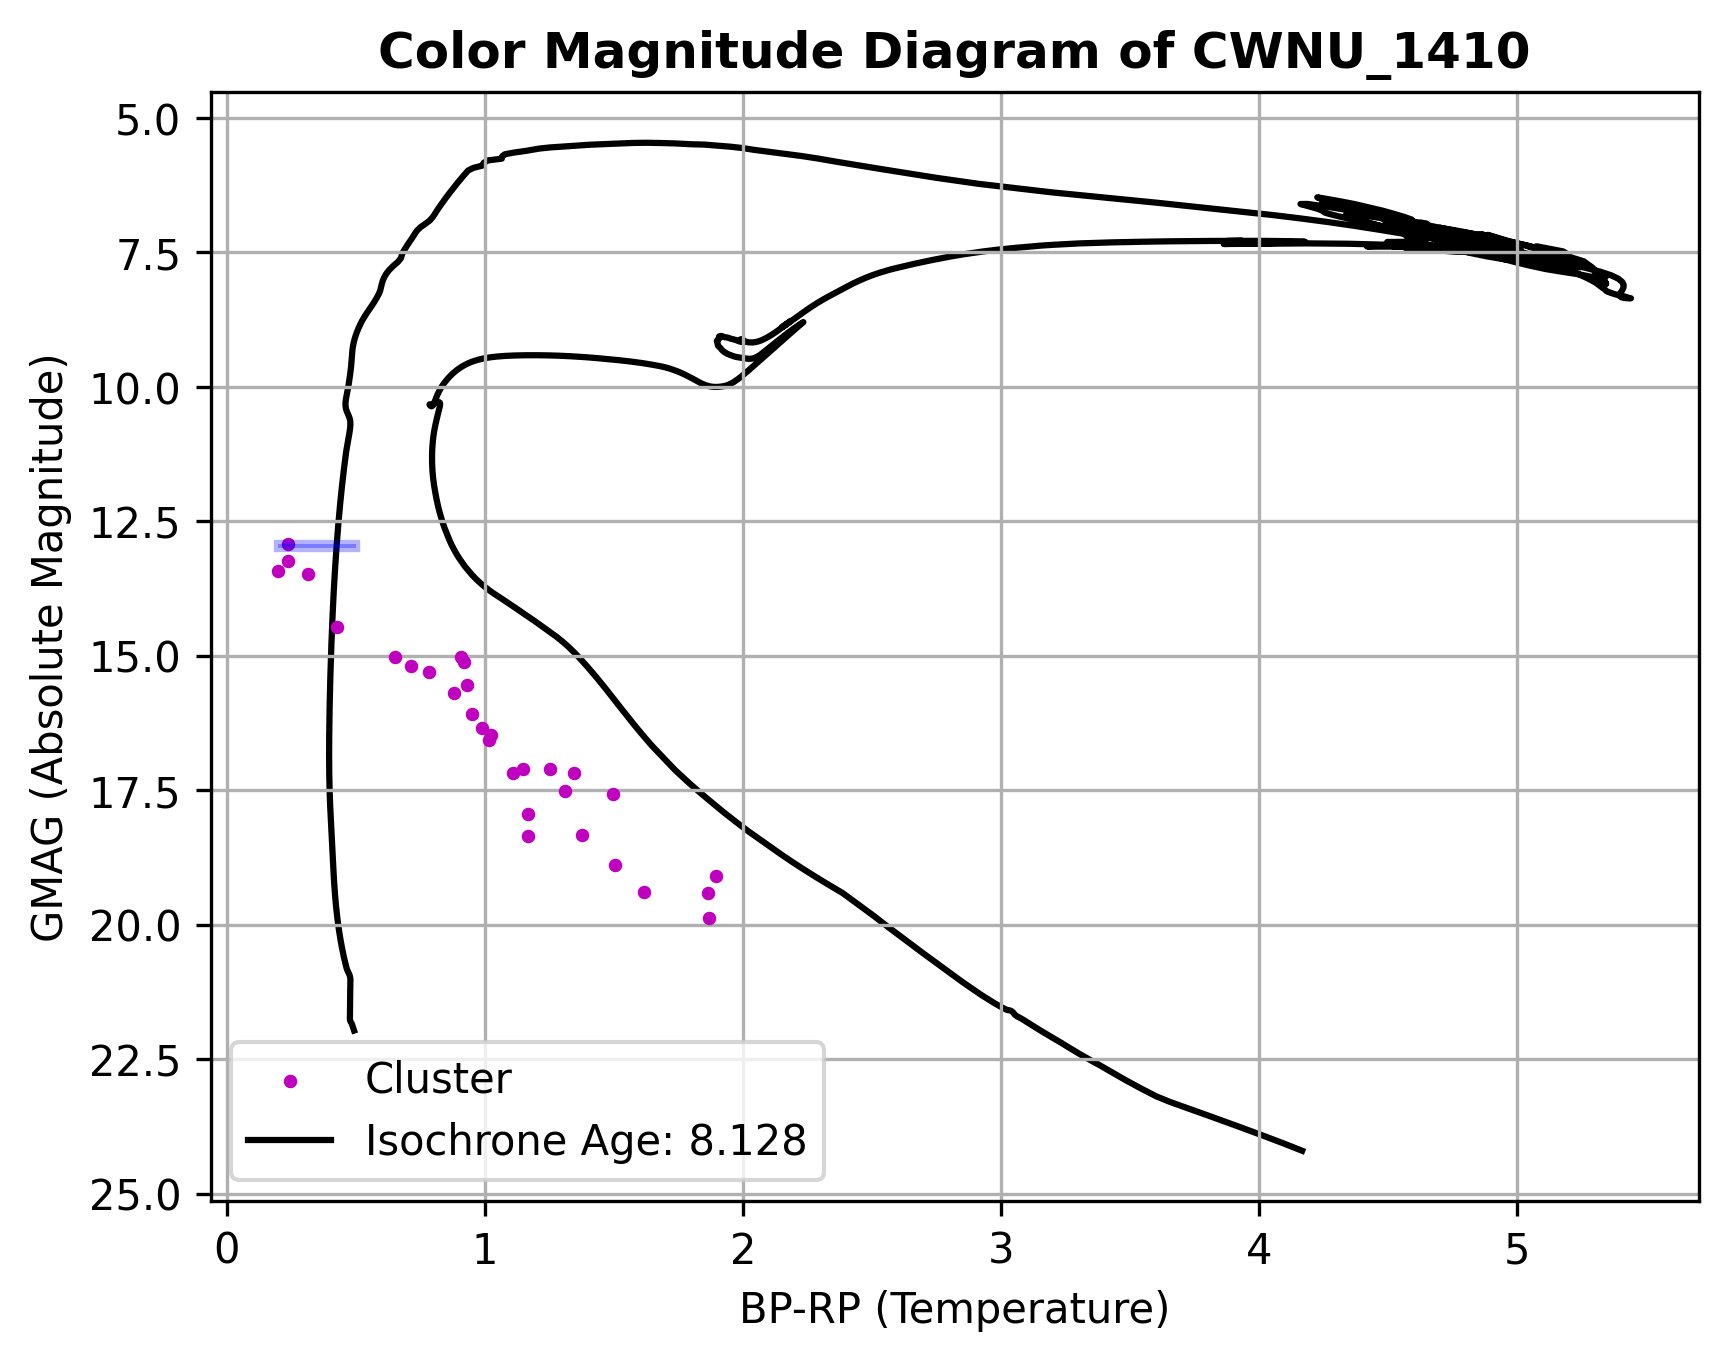 Color Magnitude Diagram of CWNU_1410
GMAG (Absolute Magnitude)
5.0
7.5
10.0
12.5
15.0
17.5
20.0
22.5
25.0
Cluster
Isochrone Age: 8.128
0 1 2 3 4 5
BP-RP (Temperature)